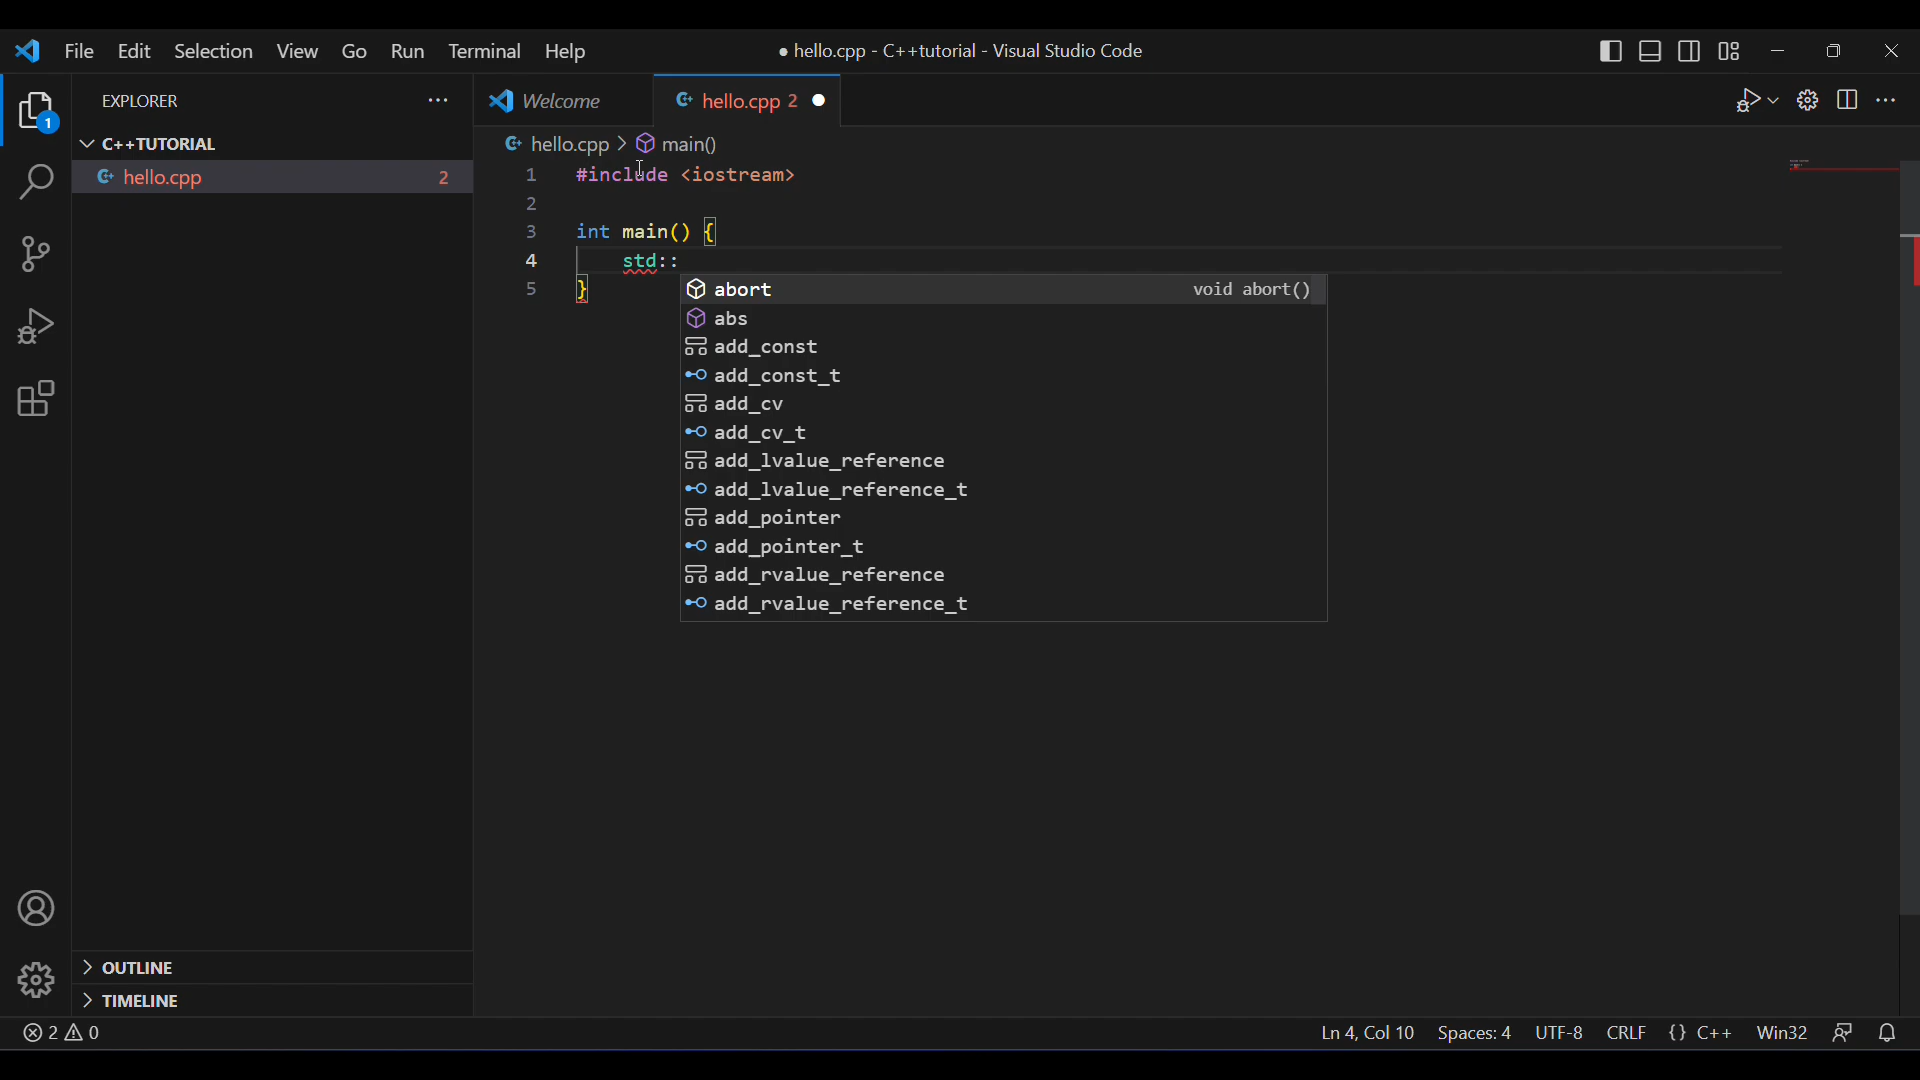 File Edit Selection View Go Run Terminal Help
● hello.cpp - C++tutorial - Visual Studio Code
EXPLORER
1
C++TUTORIAL
hello.cpp 2
OUTLINE
TIMELINE
Welcome
hello.cpp 2
hello.cpp > main()
1 #include <iostream>
2
3 int main() {
4 std::
5 }
abort void abort()
abs
add_const
add_const_t
add_cv
add_cv_t
add_lvalue_reference
add_lvalue_reference_t
add_pointer
add_pointer_t
add_rvalue_reference
add_rvalue_reference_t
2 0
Ln 4, Col 10 Spaces: 4 UTF-8 CRLF {} C++ Win32